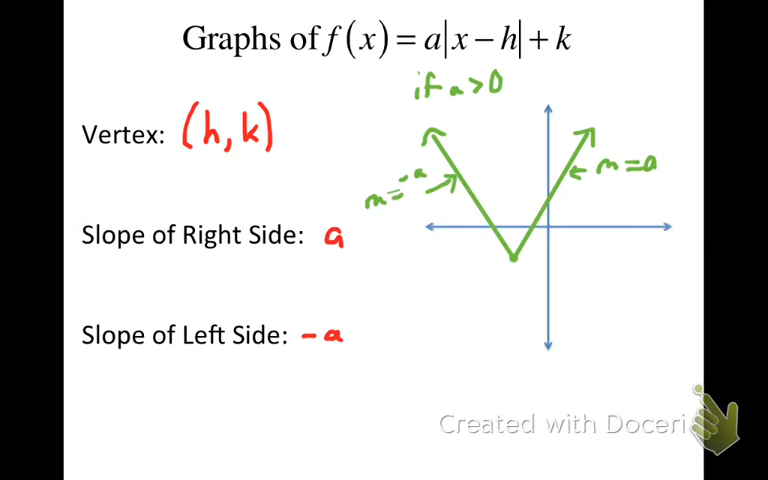 Graphs of f(x) = a|x − h| + k
if a > 0
Vertex: (h, k)
m = -a
m = a
Slope of Right Side: a
Slope of Left Side: - a
Created with Doceri